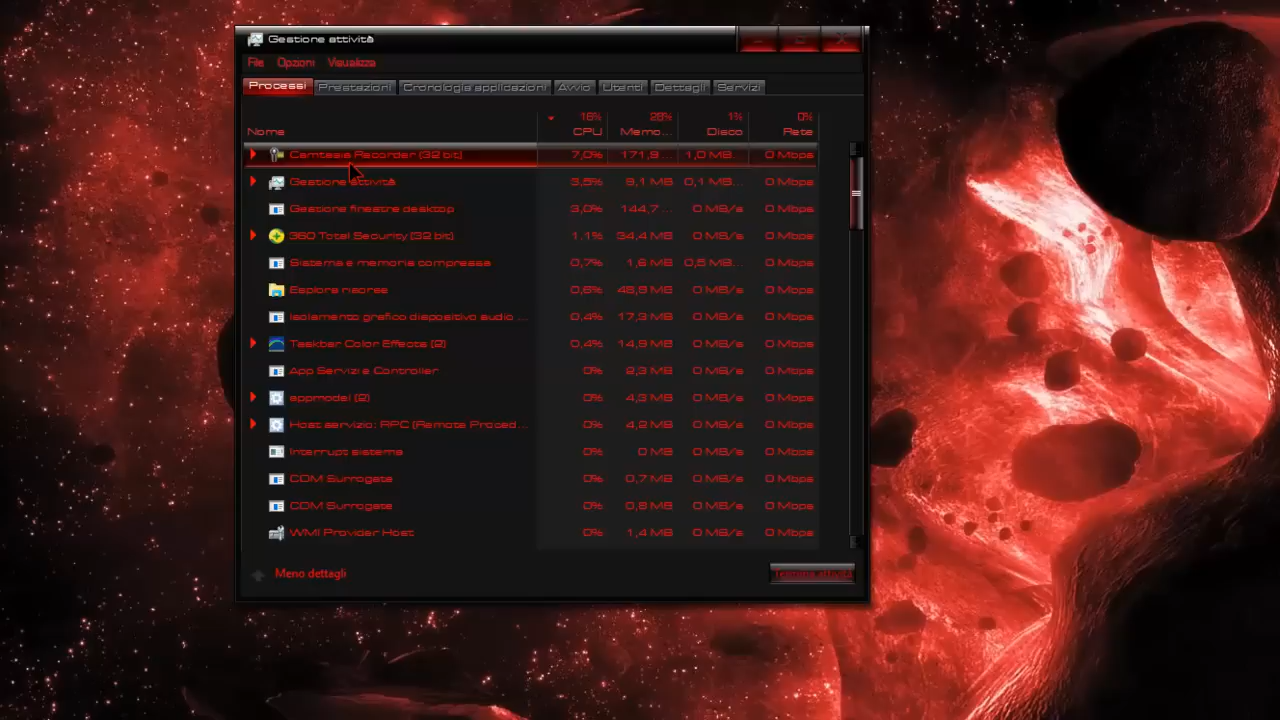 Gestione attività
File Opzioni Visualizza
Processi Prestazioni Cronologia applicazioni Avvio Utenti Dettagli Servizi
16% 28% 1% 0%
Nome CPU Memo... Disco Rete
Camtasia Recorder (32 bit) 7,0% 171,9 ... 1,0 MB... 0 Mbps
Gestione attività 3,5% 9,1 MB 0,1 MB... 0 Mbps
Gestione finestre desktop 3,0% 144,7 ... 0 MB/s 0 Mbps
360 Total Security (32 bit) 1,1% 34,4 MB 0 MB/s 0 Mbps
Sistema e memoria compressa 0,7% 1,6 MB 0,5 MB... 0 Mbps
Esplora risorse 0,6% 48,9 MB 0 MB/s 0 Mbps
Isolamento grafico dispositivo audio ... 0,4% 17,3 MB 0 MB/s 0 Mbps
Taskbar Color Effects (2) 0,4% 14,9 MB 0 MB/s 0 Mbps
App Servizi e Controller 0% 2,3 MB 0 MB/s 0 Mbps
appmodel (2) 0% 4,3 MB 0 MB/s 0 Mbps
Host servizio: RPC (Remote Proced... 0% 4,2 MB 0 MB/s 0 Mbps
Interrupt sistema 0% 0 MB 0 MB/s 0 Mbps
COM Surrogate 0% 0,7 MB 0 MB/s 0 Mbps
COM Surrogate 0% 0,8 MB 0 MB/s 0 Mbps
WMI Provider Host 0% 1,4 MB 0 MB/s 0 Mbps
Meno dettagli Termina attività